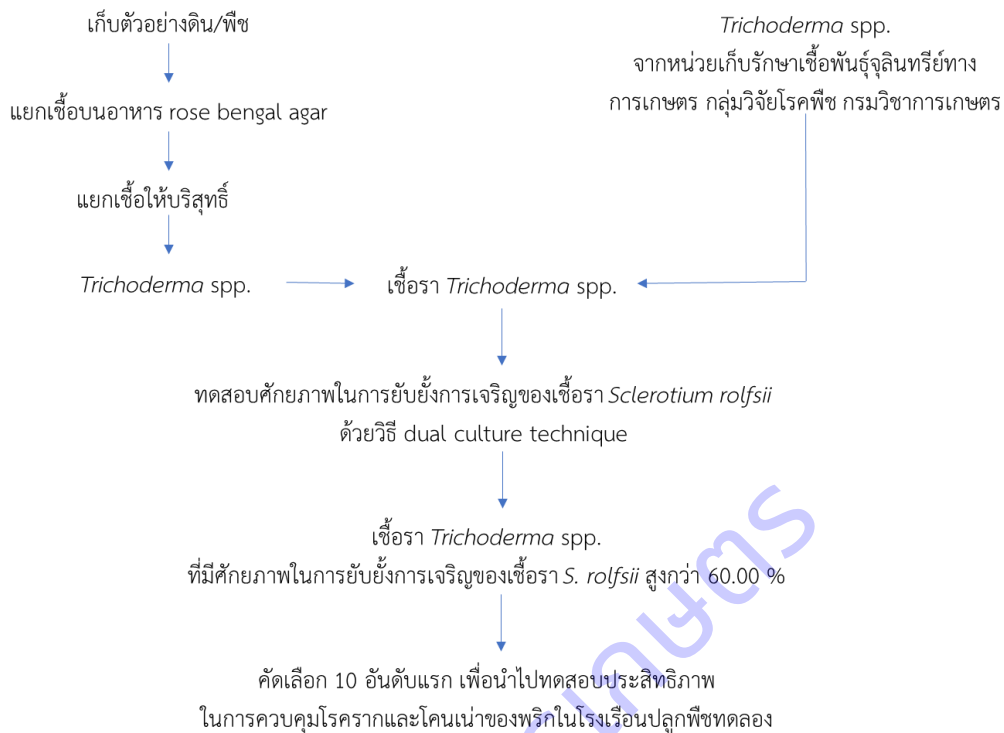 เก็บตัวอย่างดิน/พืช
แยกเชื้อบนอาหาร rose bengal agar
แยกเชื้อให้บริสุทธิ์
Trichoderma spp.
Trichoderma spp.
จากหน่วยเก็บรักษาเชื้อพันธุ์จุลินทรีย์ทาง
การเกษตร กลุ่มวิจัยโรคพืช กรมวิชาการเกษตร
เชื้อรา Trichoderma spp.
ทดสอบศักยภาพในการยับยั้งการเจริญของเชื้อรา Sclerotium rolfsii
ด้วยวิธี dual culture technique
เชื้อรา Trichoderma spp.
ที่มีศักยภาพในการยับยั้งการเจริญของเชื้อรา S. rolfsii สูงกว่า 60.00 %
คัดเลือก 10 อันดับแรก เพื่อนำไปทดสอบประสิทธิภาพ
ในการควบคุมโรครากและโคนเน่าของพริกในโรงเรือนปลูกพืชทดลอง